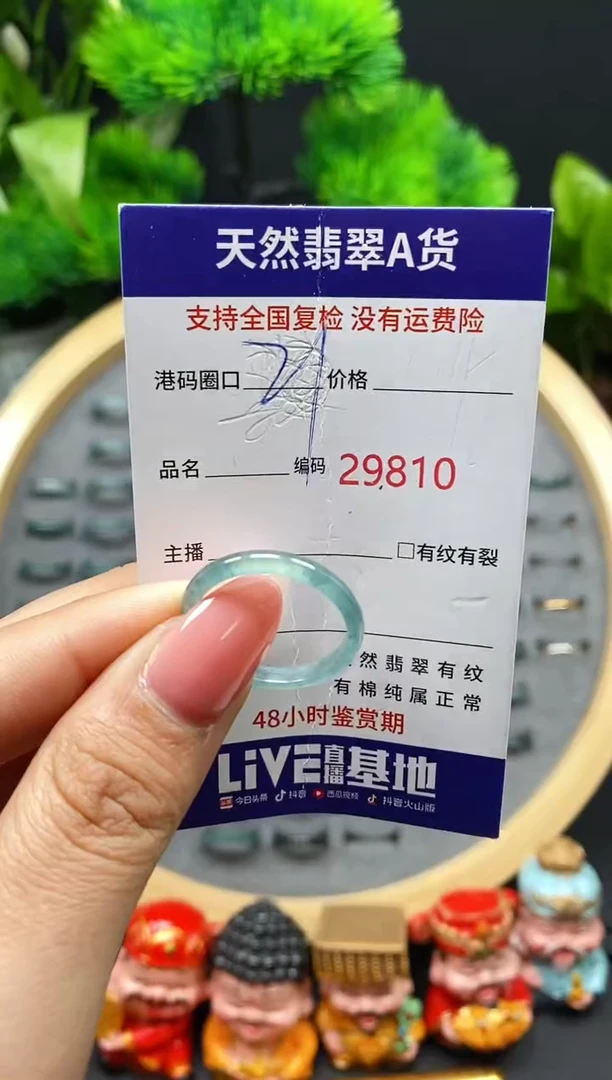 天然翡翠A货
支持全国复检 没有运费险
港码圈口 21 价格
品名 编码 29810
主播 □有纹有裂
然翡翠有纹
有棉纯属正常
48小时鉴赏期
LiVE直播基地
头条 今日头条 抖音 西瓜视频 抖音火山版